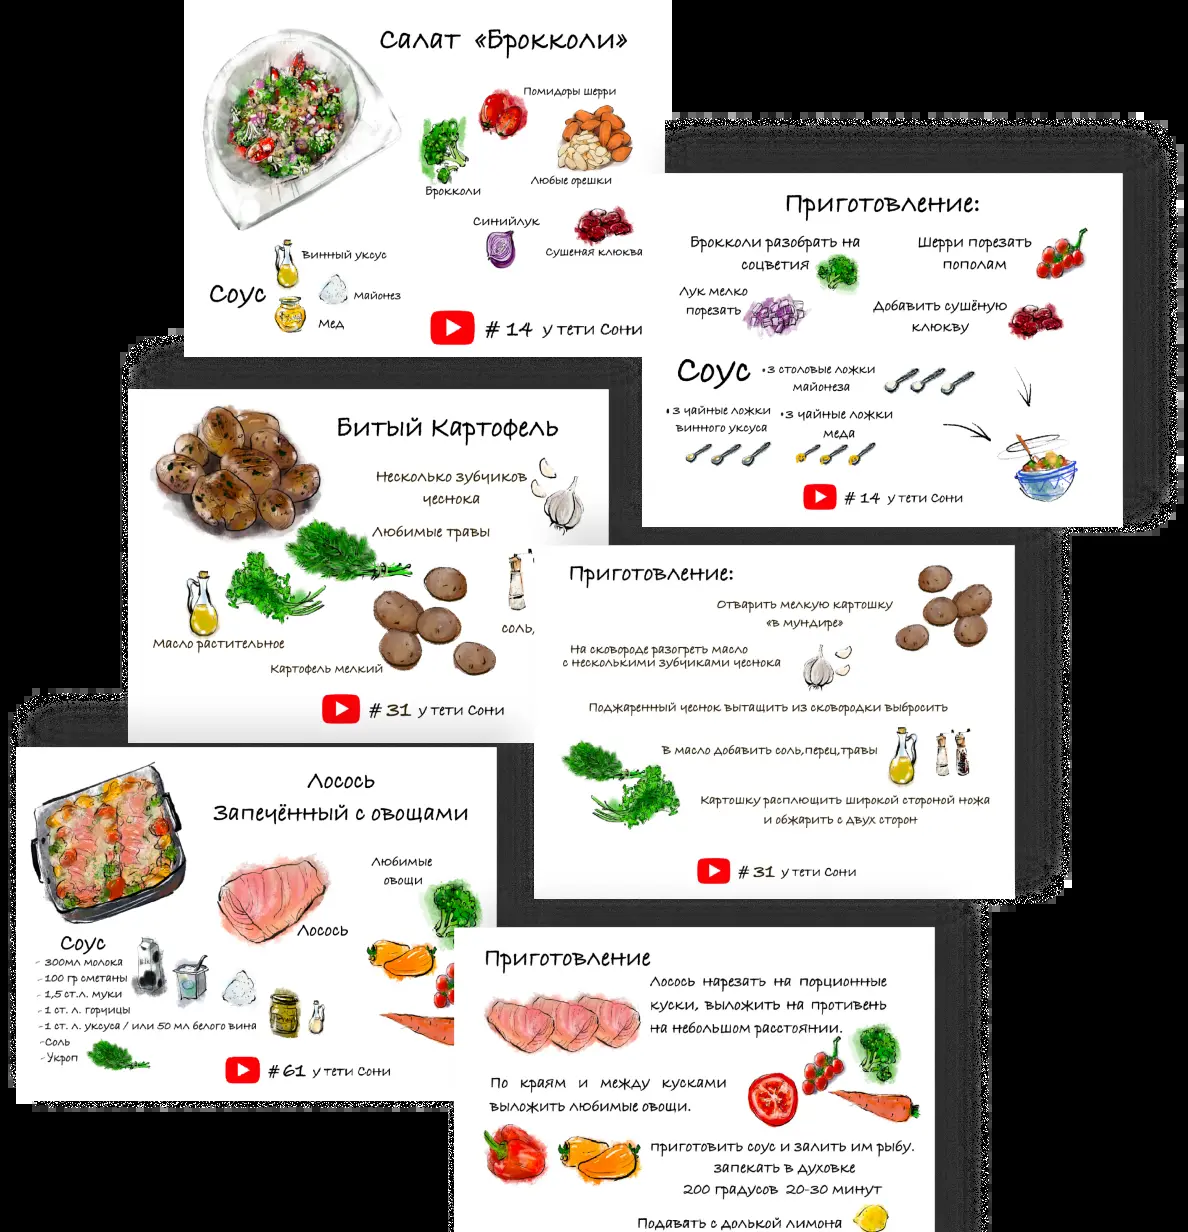 Салат «Брокколи»
Помидоры шерри
Брокколи
Любые орешки
Синийлук
Сушеная клюква
Соус
Винный уксус
Майонез
Мед
# 14 у тети Сони
Приготовление:
Брокколи разобрать на
соцветия
Шерри порезать
пополам
Лук мелко
порезать
Добавить сушёную
клюкву
Соус
•3 столовые ложки
майонеза
•3 чайные ложки
винного уксуса
•3 чайные ложки
меда
# 14 у тети Сони
Битый Картофель
Несколько зубчиков
чеснока
Любимые травы
Масло растительное
соль,
Картофель мелкий
# 31 у тети Сони
Приготовление:
Отварить мелкую картошку
«в мундире»
На сковороде разогреть масло
с несколькими зубчиками чеснока
Поджаренный чеснок вытащить из сковородки выбросить
В масло добавить соль,перец,травы
Картошку расплющить широкой стороной ножа
и обжарить с двух сторон
# 31 у тети Сони
Лосось
Запечённый с овощами
Любимые
овощи
Лосось
Соус
- 300мл молока
- 100 гр сметаны
- 1,5 ст.л. муки
- 1 ст. л. горчицы
-1 ст. л. уксуса / или 50 мл белого вина
-Соль
-Укроп
# 61 у тети Сони
Приготовление
Лосось нарезать на порционные
куски, выложить на противень
на небольшом расстоянии.
По краям и между кусками
выложить любимые овощи.
приготовить соус и залить им рыбу.
запекать в духовке
200 градусов 20-30 минут
Подавать с долькой лимона